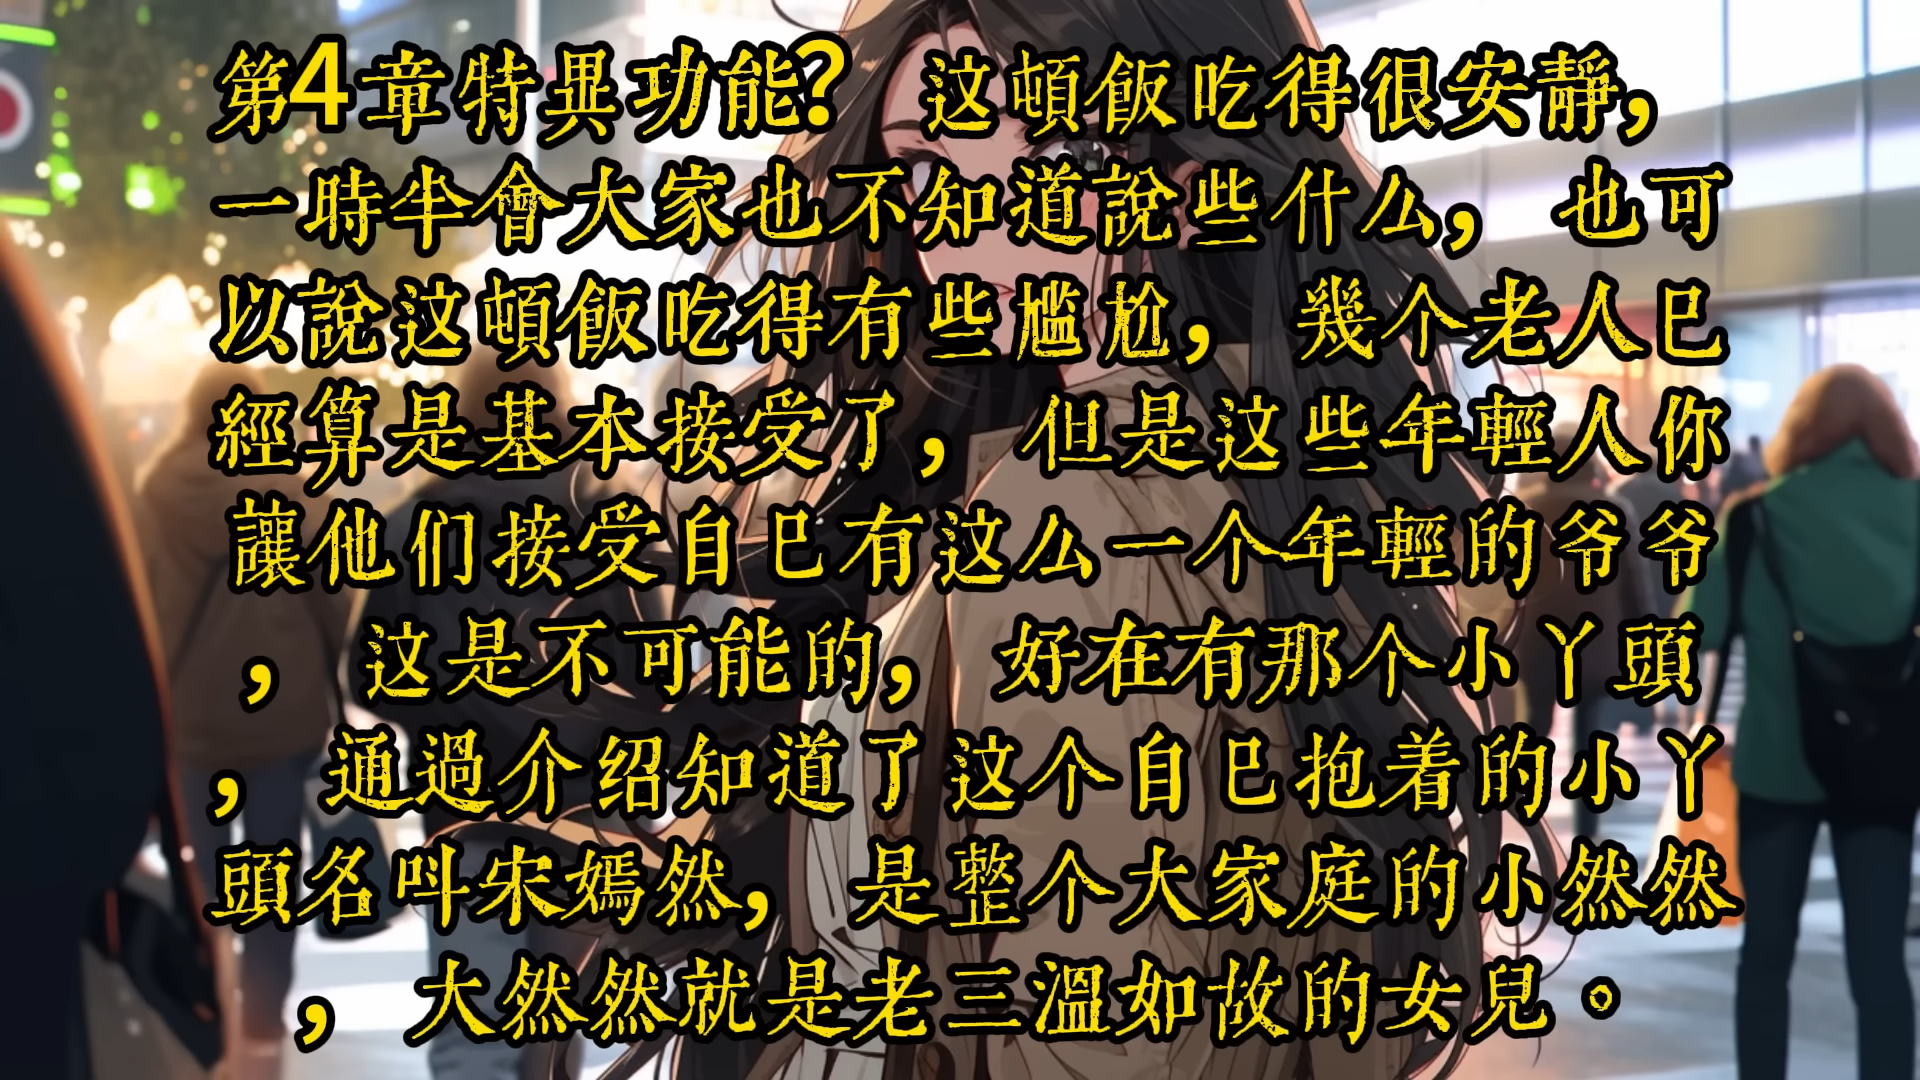 第4章特異功能？ 这頓飯吃得很安靜，
一時半會大家也不知道說些什么， 也可
以說这頓飯吃得有些尴尬， 幾个老人已
經算是基本接受了， 但是这些年輕人你
讓他们接受自已有这么一个年輕的爷爷
， 这是不可能的， 好在有那个小丫頭
， 通過介绍知道了这个自已抱着的小丫
頭名叫宋嫣然， 是整个大家庭的小然然
， 大然然就是老三溫如故的女兒。